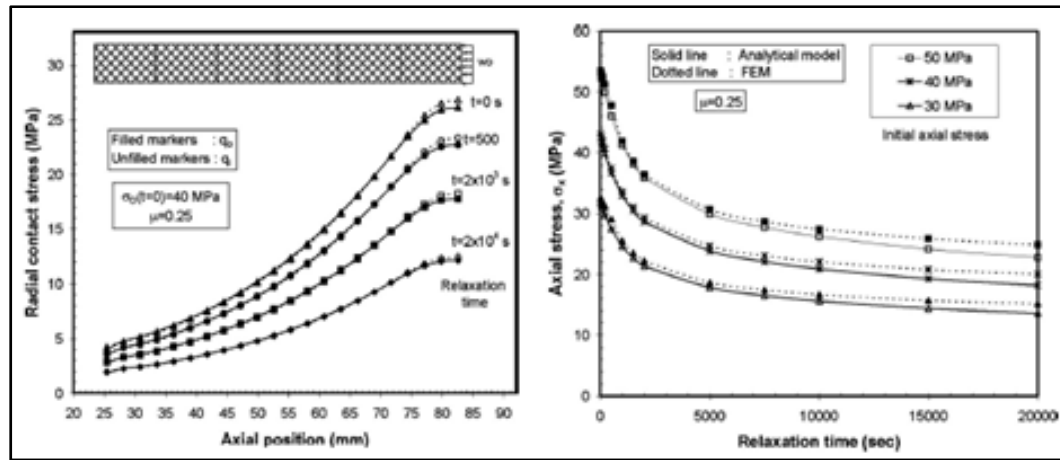 30
25
20
15
10
5
0
Radial contact stress (MPa)
wo
t=0 s
t=500
t=2x10³ s
t=2x10⁴ s
Relaxation
time
Filled markers : qₒ
Unfilled markers : qᵢ
σ₀(t=0)=40 MPa
μ=0.25
20 25 30 35 40 45 50 55 60 65 70 75 80 85 90
Axial position (mm)
60
50
40
30
20
10
0
Axial stress, σₓ (MPa)
Solid line : Analytical model
Dotted line : FEM
μ=0.25
50 MPa
40 MPa
30 MPa
Initial axial stress
0 5000 10000 15000 20000
Relaxation time (sec)